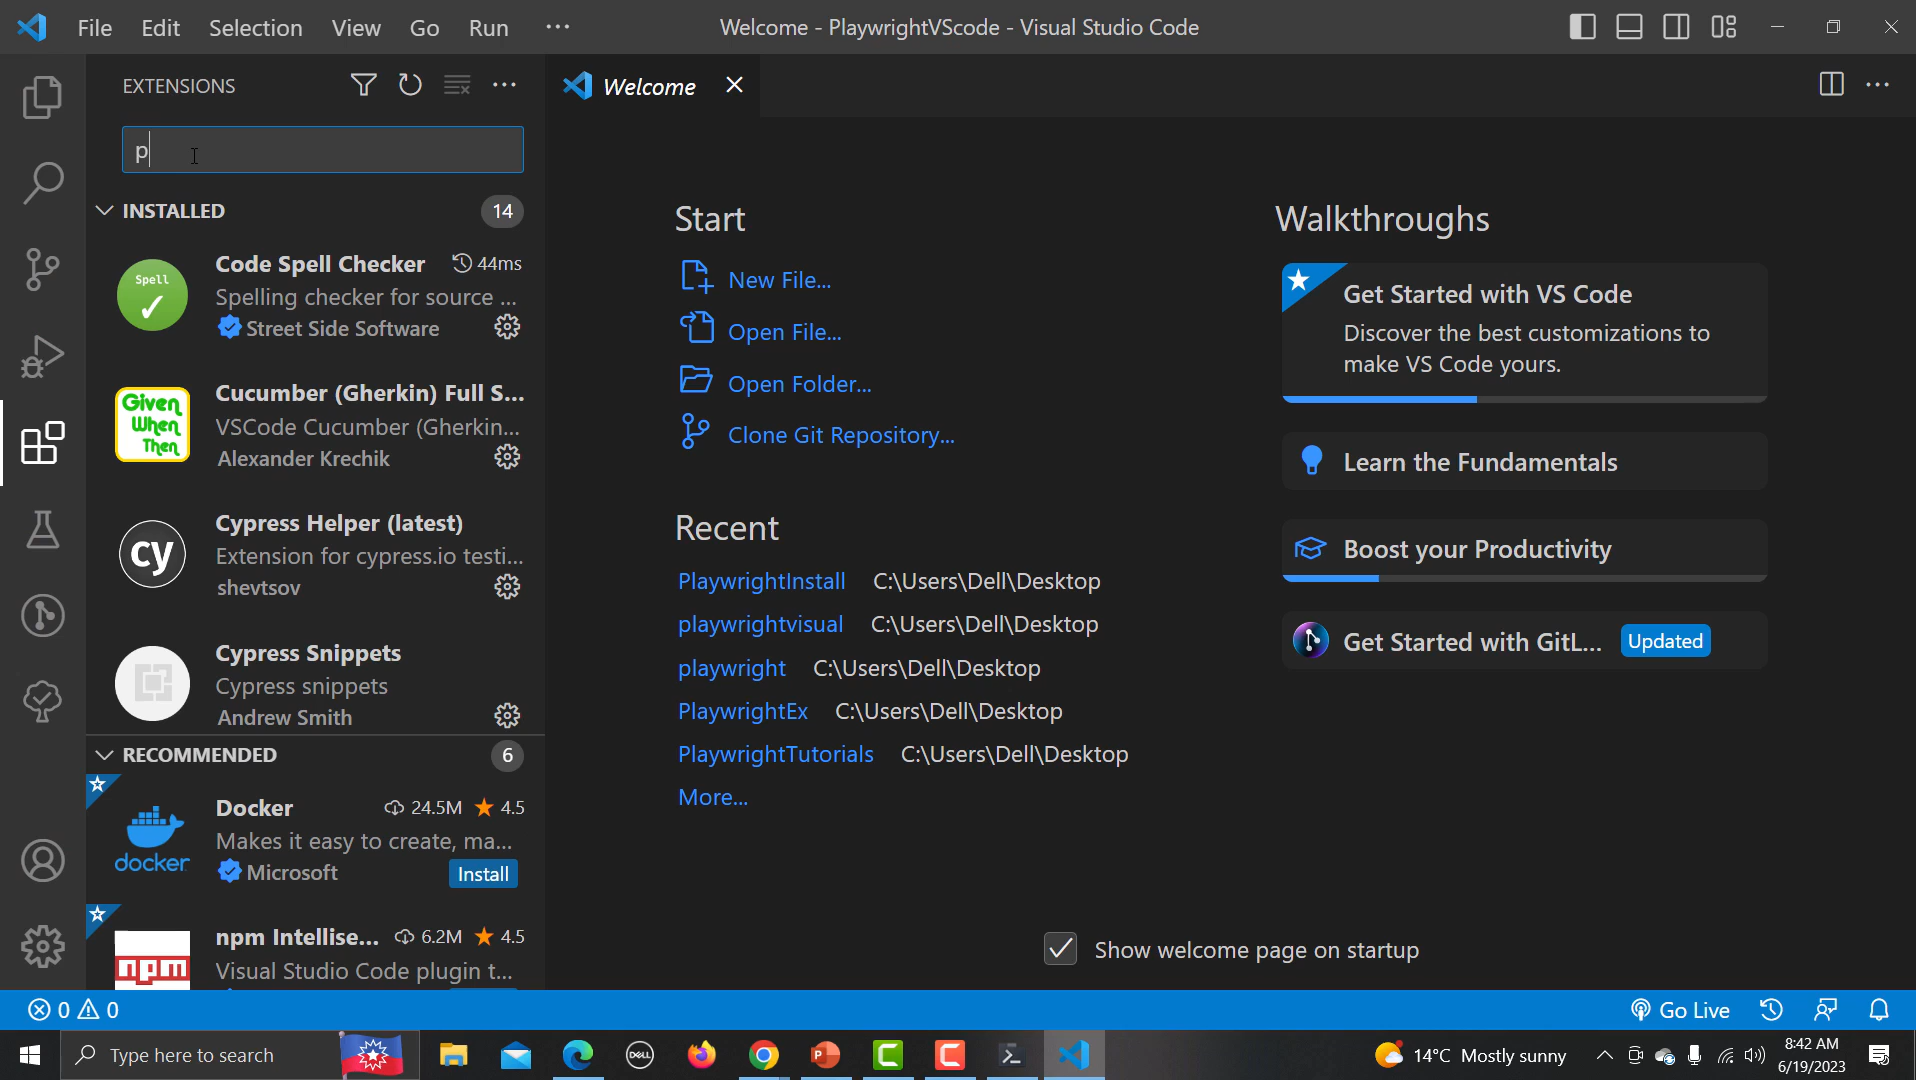 File Edit Selection View Go Run ···
Welcome - PlaywrightVScode - Visual Studio Code
EXTENSIONS
p
INSTALLED 14
Spell
Code Spell Checker 44ms
Spelling checker for source ...
Street Side Software
Given
When
Then
Cucumber (Gherkin) Full S...
VSCode Cucumber (Gherkin...
Alexander Krechik
cy
Cypress Helper (latest)
Extension for cypress.io testi...
shevtsov
Cypress Snippets
Cypress snippets
Andrew Smith
RECOMMENDED 6
docker
Docker 24.5M 4.5
Makes it easy to create, ma...
Microsoft Install
npm
npm Intellise... 6.2M 4.5
Visual Studio Code plugin t...
Welcome
Start
New File...
Open File...
Open Folder...
Clone Git Repository...
Recent
PlaywrightInstall C:\Users\Dell\Desktop
playwrightvisual C:\Users\Dell\Desktop
playwright C:\Users\Dell\Desktop
PlaywrightEx C:\Users\Dell\Desktop
PlaywrightTutorials C:\Users\Dell\Desktop
More...
Walkthroughs
Get Started with VS Code
Discover the best customizations to
make VS Code yours.
Learn the Fundamentals
Boost your Productivity
Get Started with GitL... Updated
Show welcome page on startup
0 0
Go Live
Type here to search
DELL
P
C
C
14°C Mostly sunny
8:42 AM
6/19/2023